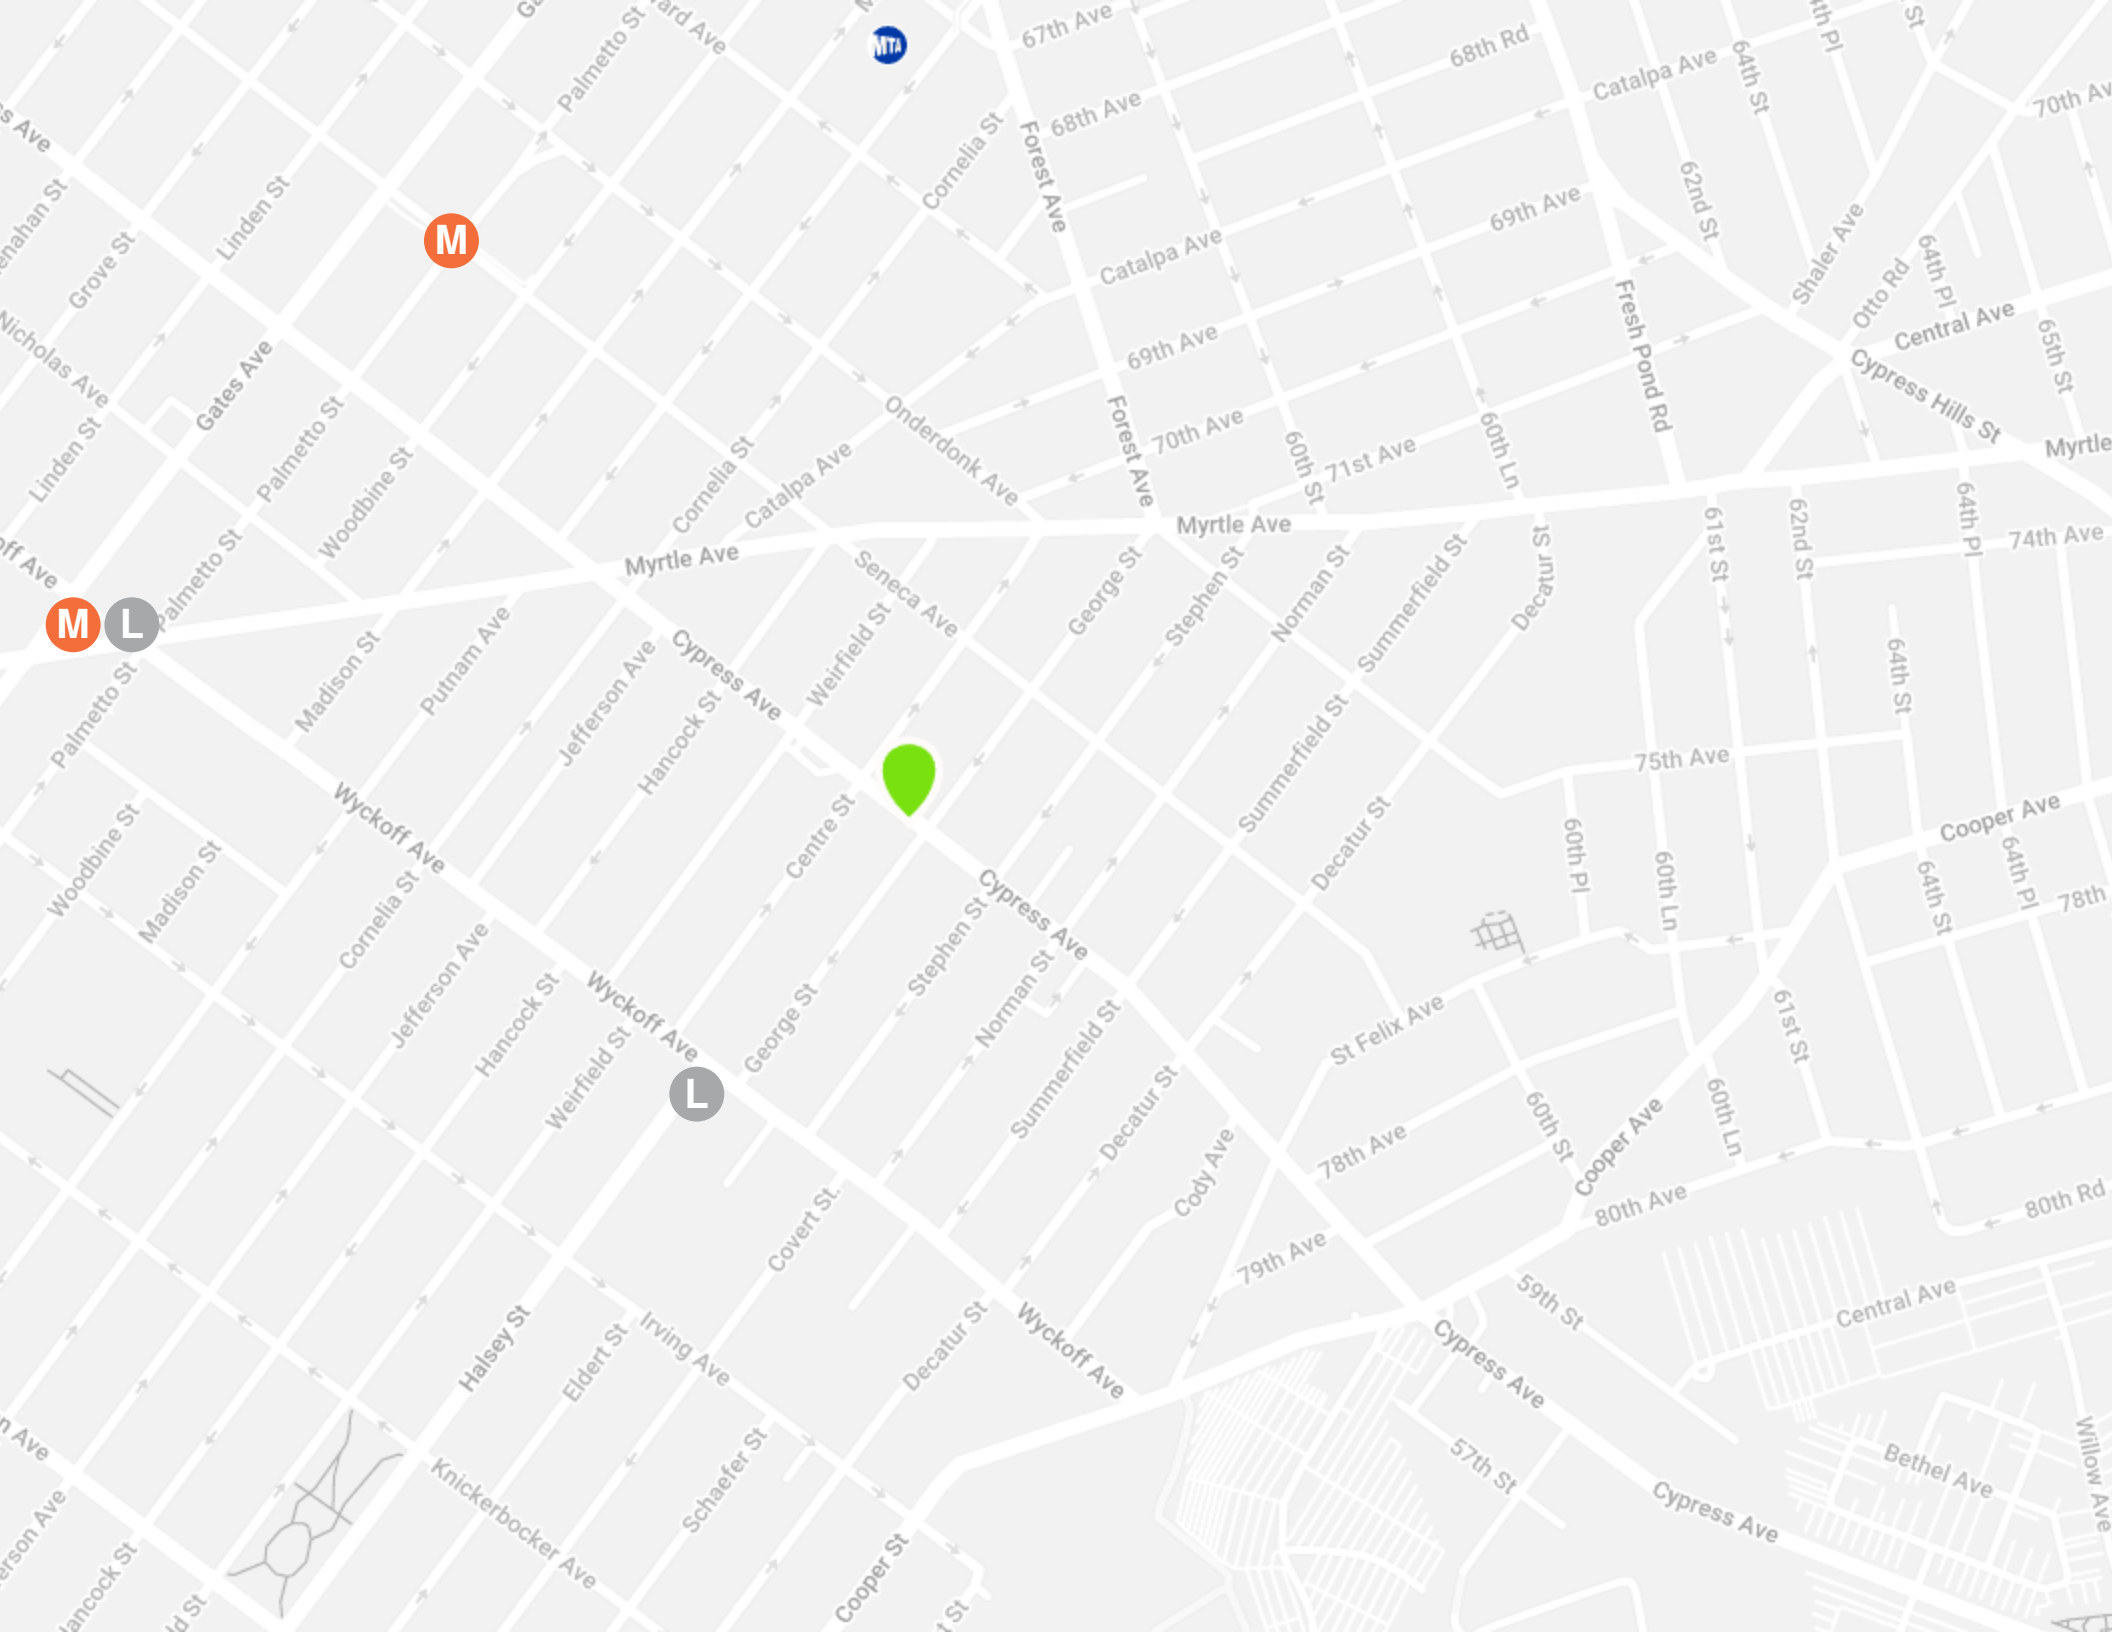 67th Ave
68th Rd
64th Pl
Palmetto St
Catalpa Ave
64th St
70th Av
68th Ave
Forest Ave
Cornelia St
Linden St
Grove St
M
MTA
62nd St
69th Ave
Catalpa Ave
Shaler Ave
Otto Rd
64th Pl
Central Ave
65th St
Nicholas Ave
Gates Ave
69th Ave
Fresh Pond Rd
Cypress Hills St
Linden St
Palmetto St
Woodbine St
Cornelia St
Catalpa Ave
Onderdonk Ave
Forest Ave
70th Ave
60th St
71st Ave
60th Ln
Myrtle
Myrtle Ave
Myrtle Ave
61st St
62nd St
64th Pl
74th Ave
M
L
Palmetto St
Palmetto St
Madison St
Putnam Ave
Jefferson Ave
Hancock St
Cypress Ave
Weirfield St
Seneca Ave
George St
Stephen St
Norman St
Summerfield St
Decatur St
64th St
75th Ave
Wyckoff Ave
Centre St
Summerfield St
Decatur St
60th Pl
60th Ln
Cooper Ave
64th Pl
64th St
78th
Woodbine St
Madison St
Cornelia St
Jefferson Ave
Hancock St
Wyckoff Ave
Weirfield St
George St
Stephen St
Cypress Ave
Norman St
Summerfield St
Decatur St
St Felix Ave
61st St
L
Cody Ave
78th Ave
60th St
Cooper Ave
60th Ln
80th Ave
80th Rd
Covert St.
79th Ave
59th St
Central Ave
Halsey St
Eldert St
Irving Ave
Decatur St
Wyckoff Ave
Cypress Ave
57th St
Bethel Ave
Willow Ave
Schaefer St
Knickerbocker Ave
Cypress Ave
Cooper St